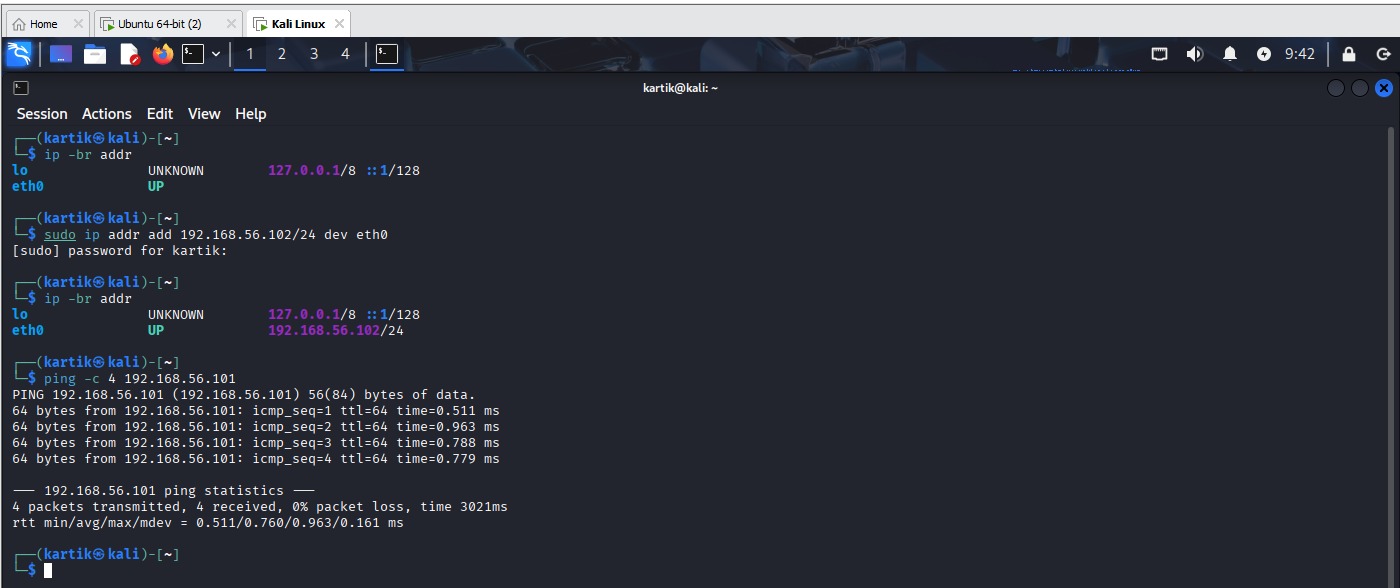 Home
Ubuntu 64-bit (2)
Kali Linux
1 2 3 4
9:42
kartik@kali: ~
Session Actions Edit View Help
┌──(kartik㉿kali)-[~]
└─$ ip -br addr
lo UNKNOWN 127.0.0.1/8 ::1/128
eth0 UP
┌──(kartik㉿kali)-[~]
└─$ sudo ip addr add 192.168.56.102/24 dev eth0
[sudo] password for kartik:
┌──(kartik㉿kali)-[~]
└─$ ip -br addr
lo UNKNOWN 127.0.0.1/8 ::1/128
eth0 UP 192.168.56.102/24
┌──(kartik㉿kali)-[~]
└─$ ping -c 4 192.168.56.101
PING 192.168.56.101 (192.168.56.101) 56(84) bytes of data.
64 bytes from 192.168.56.101: icmp_seq=1 ttl=64 time=0.511 ms
64 bytes from 192.168.56.101: icmp_seq=2 ttl=64 time=0.963 ms
64 bytes from 192.168.56.101: icmp_seq=3 ttl=64 time=0.788 ms
64 bytes from 192.168.56.101: icmp_seq=4 ttl=64 time=0.779 ms
--- 192.168.56.101 ping statistics ---
4 packets transmitted, 4 received, 0% packet loss, time 3021ms
rtt min/avg/max/mdev = 0.511/0.760/0.963/0.161 ms
┌──(kartik㉿kali)-[~]
└─$